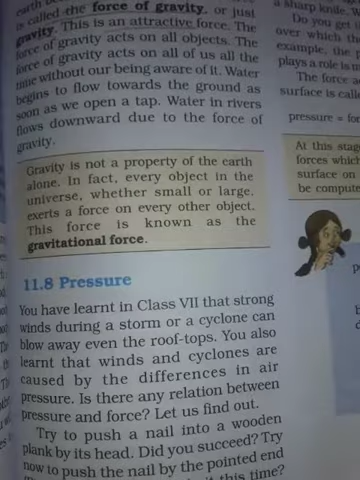 is called the force of gravity, or just
gravity. This is an attractive force. The
force of gravity acts on all objects. The
force of gravity acts on all of us all the
time without our being aware of it. Water
begins to flow towards the ground as
soon as we open a tap. Water in rivers
flows downward due to the force of
gravity.
Gravity is not a property of the earth
alone. In fact, every object in the
universe, whether small or large,
exerts a force on every other object.
This force is known as the
gravitational force.
11.8 Pressure
You have learnt in Class VII that strong
winds during a storm or a cyclone can
blow away even the roof-tops. You also
learnt that winds and cyclones are
caused by the differences in air
pressure. Is there any relation between
pressure and force? Let us find out.
Try to push a nail into a wooden
plank by its head. Did you succeed? Try
now to push the nail by the pointed end
this time?
a sharp knife.
Do you get
over which the
example, the
plays a role in
The force
surface is calle
pressure = for
At this stag
forces which
surface on
be compute